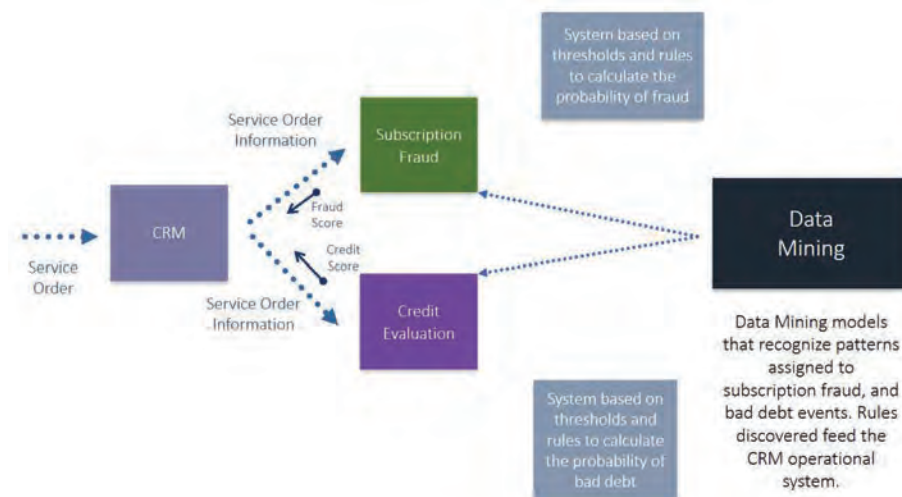 System based on
thresholds and rules
to calculate the
probability of fraud
Service Order
Information
Subscription
Fraud
Fraud
Score
CRM
Data
Mining
Service
Order
Credit
Score
Service Order
Information
Credit
Evaluation
Data Mining models
that recognize patterns
assigned to
subscription fraud, and
bad debt events. Rules
discovered feed the
CRM operational
system.
System based on
thresholds and
rules to calculate
the probability of
bad debt